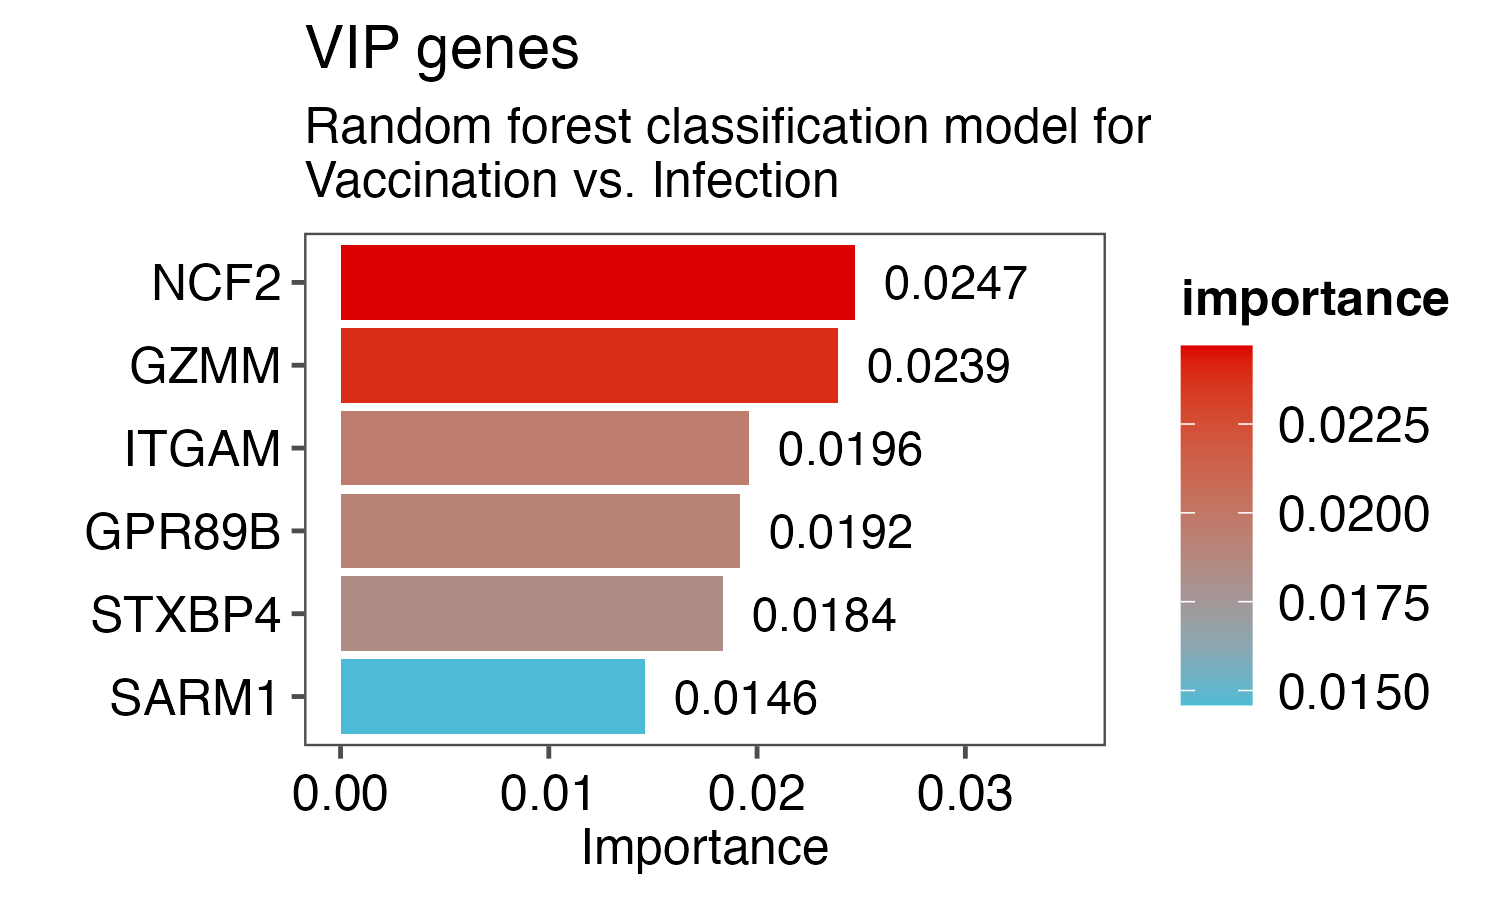 VIP genes
Random forest classification model for
Vaccination vs. Infection
NCF2 0.0247
GZMM 0.0239
ITGAM 0.0196
GPR89B 0.0192
STXBP4 0.0184
SARM1 0.0146
0.00 0.01 0.02 0.03
Importance
importance
0.0225
0.0200
0.0175
0.0150